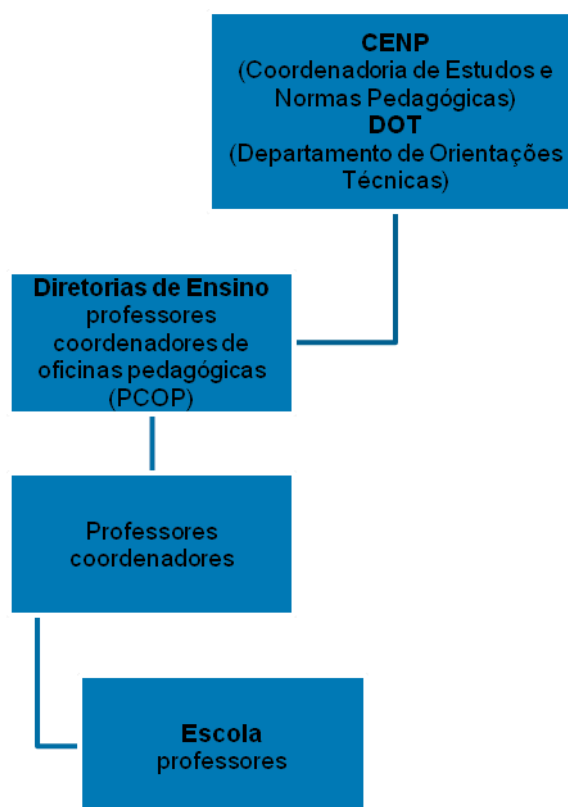 CENP
(Coordenadoria de Estudos e
Normas Pedagógicas)
DOT
(Departamento de Orientações
Técnicas)
Diretorias de Ensino
professores
coordenadores de
oficinas pedagógicas
(PCOP)
Professores
coordenadores
Escola
professores